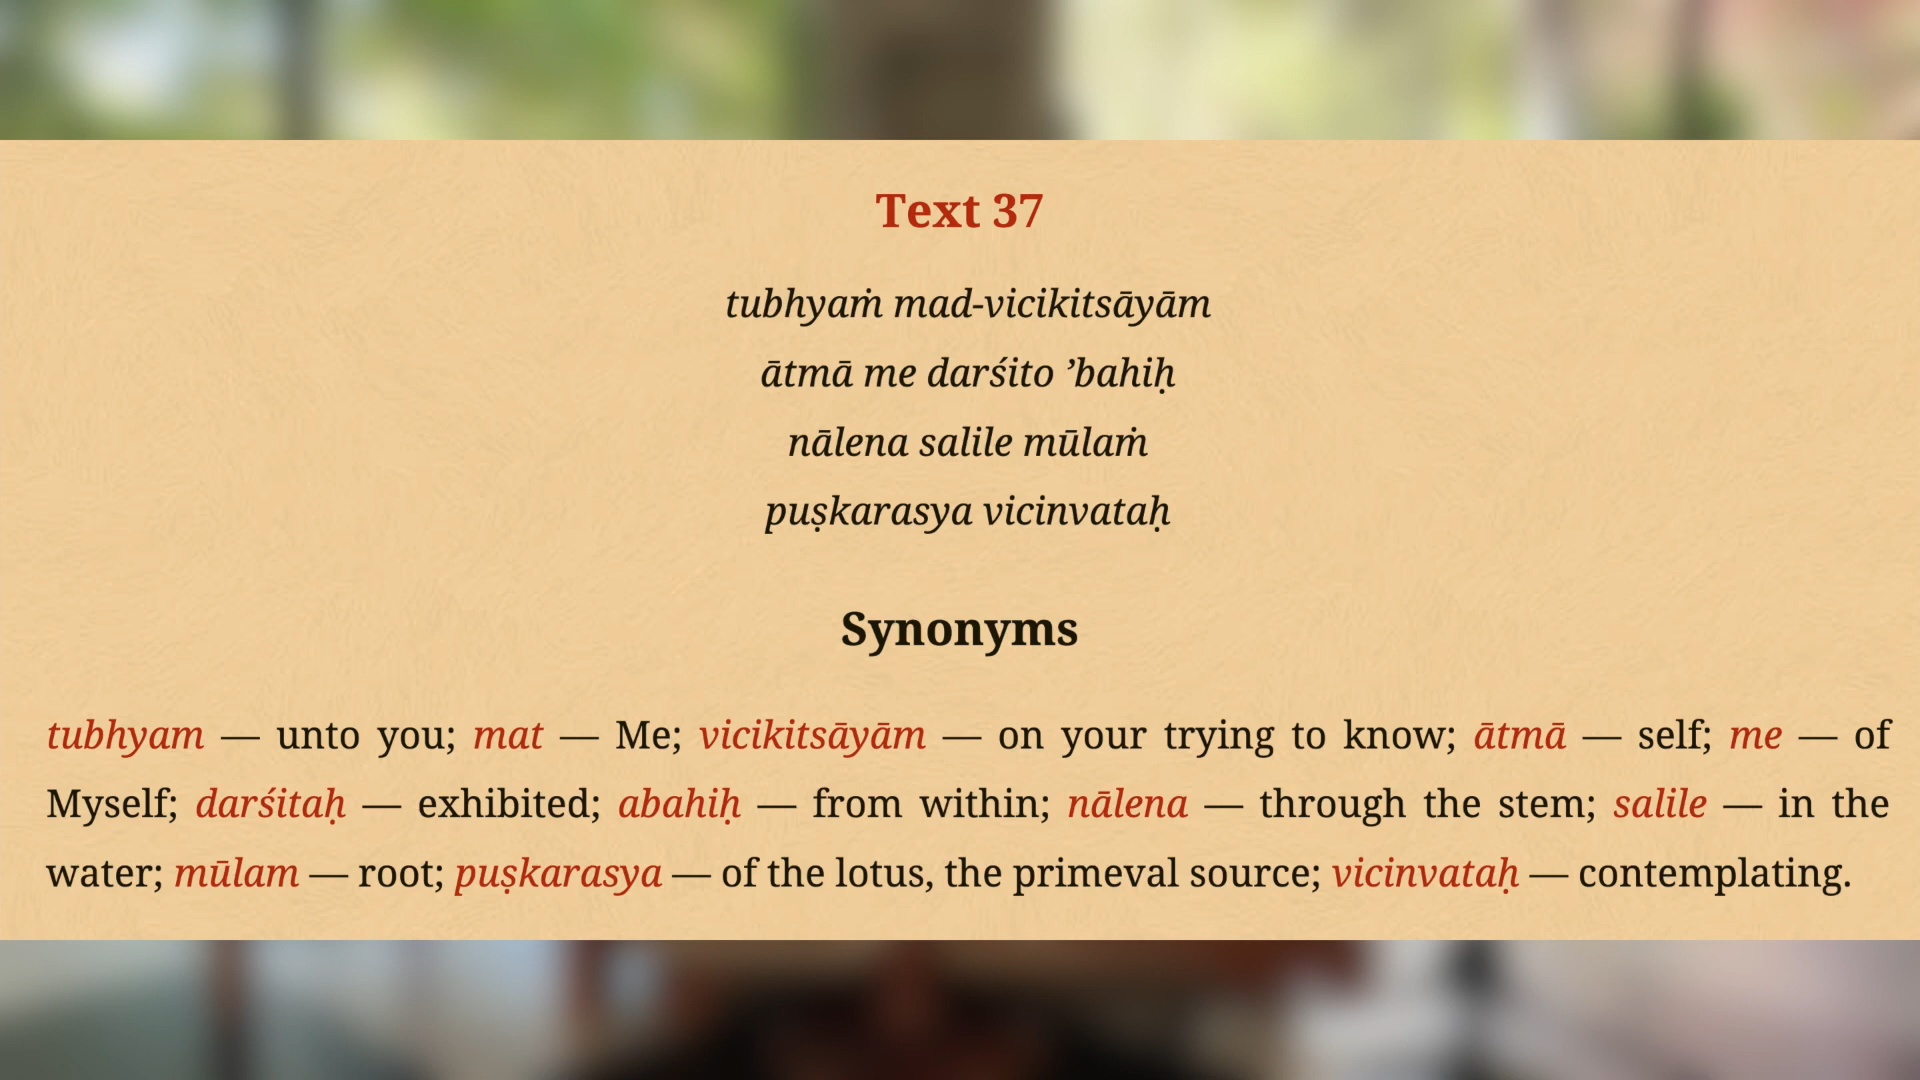 Text 37
tubhyaṁ mad-vicikitsāyām
ātmā me darśito ’bahiḥ
nālena salile mūlaṁ
puṣkarasya vicinvataḥ
Synonyms
tubhyam — unto you; mat — Me; vicikitsāyām — on your trying to know; ātmā — self; me — of
Myself; darśitaḥ — exhibited; abahiḥ — from within; nālena — through the stem; salile — in the
water; mūlam — root; puṣkarasya — of the lotus, the primeval source; vicinvataḥ — contemplating.